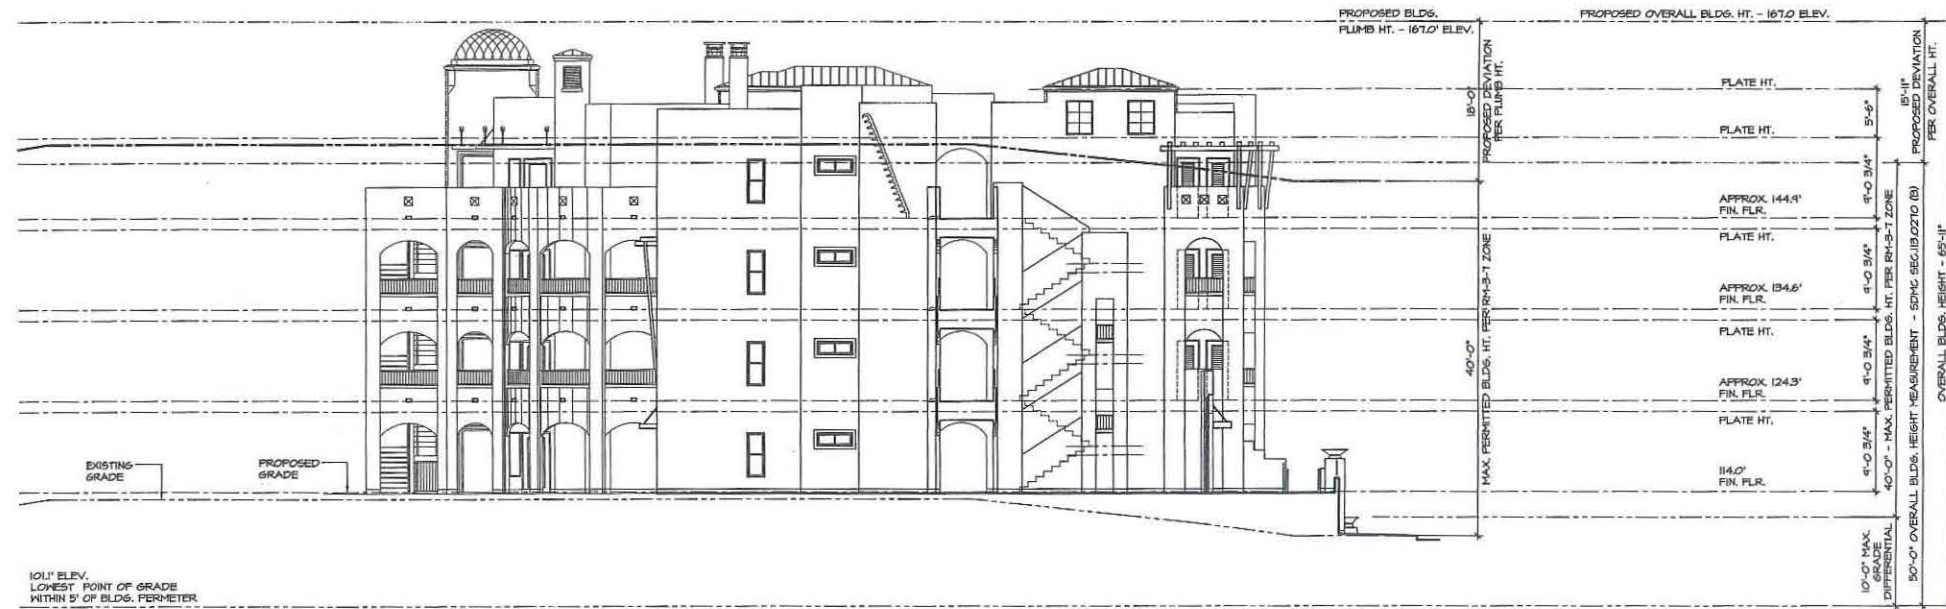 PROPOSED BLDG.
PLUMB HT. - 167.0' ELEV.
PROPOSED OVERALL BLDG. HT. - 167.0 ELEV.
18'-0"
PROPOSED DEVIATION
PER PLUMB HT.
15'-11"
PROPOSED DEVIATION
PER OVERALL HT.
PLATE HT.
5'-6"
PLATE HT.
9'-0 3/4"
APPROX. 144.9'
FIN. FLR.
PLATE HT.
9'-0 3/4"
APPROX. 134.6'
FIN. FLR.
PLATE HT.
9'-0 3/4"
APPROX. 124.3'
FIN. FLR.
PLATE HT.
9'-0 3/4"
114.0'
FIN. FLR.
40'-0"
MAX. PERMITTED BLDG. HT. PER RM-3-7 ZONE
40'-0" - MAX. PERMITTED BLDG. HT. PER RM-3-7 ZONE
50'-0" OVERALL BLDG. HEIGHT MEASUREMENT - SDMC SEC.113.0270 (B)
OVERALL BLDG. HEIGHT - 65'-11"
10'-0" MAX.
GRADE
DIFFERENTIAL
EXISTING
GRADE
PROPOSED
GRADE
101.1' ELEV.
LOWEST POINT OF GRADE
WITHIN 5' OF BLDG. PERMETER